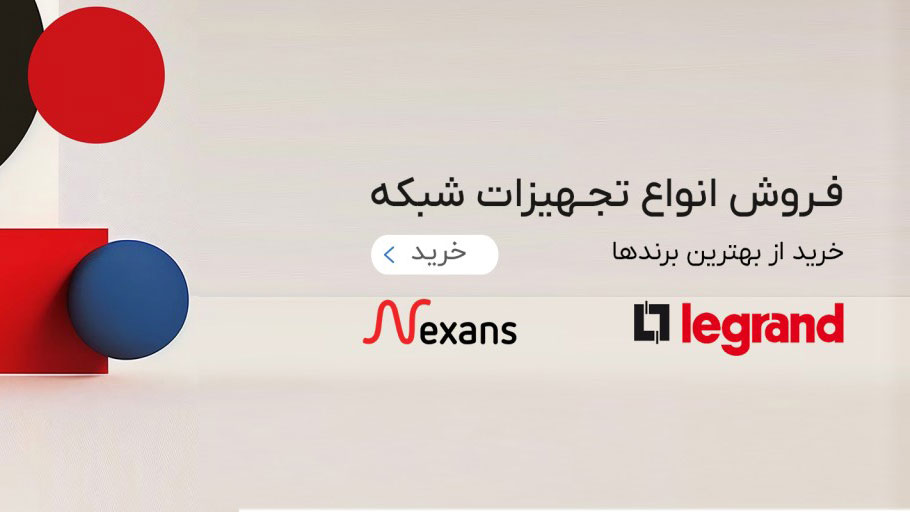 فروش انواع تجهیزات شبکه
خرید از بهترین برندها
خرید
legrand
Nexans